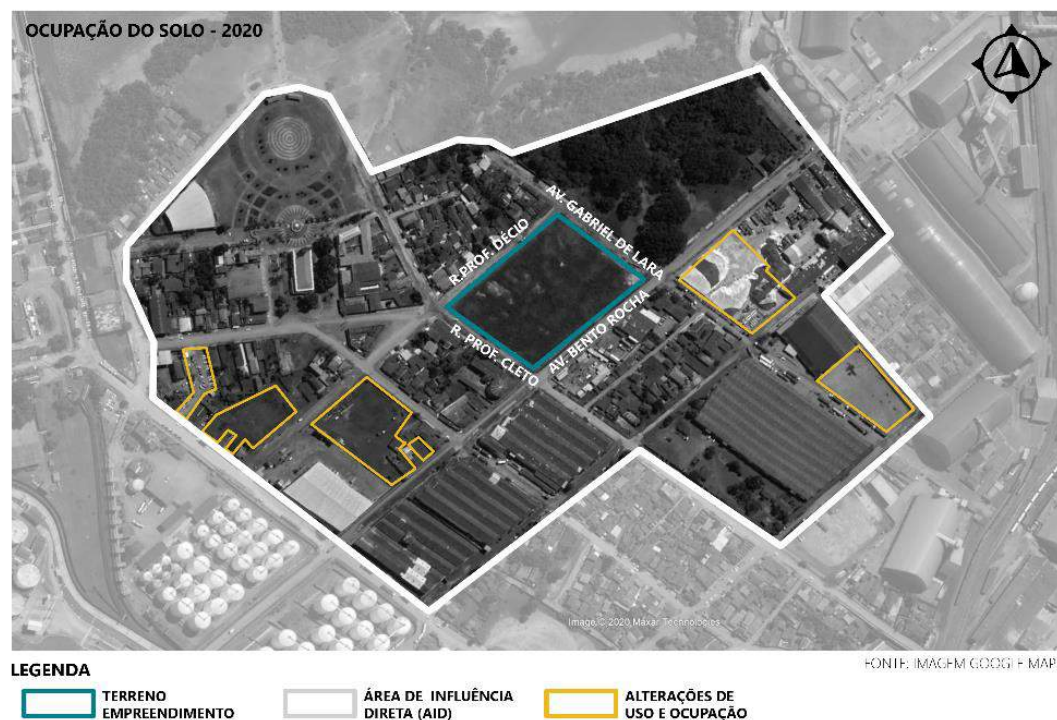 OCUPAÇÃO DO SOLO - 2020
AV. GABRIEL DE LARA
R.PROF. DÉCIO
R. PROF. CLETO
AV. BENTO ROCHA
Image © 2020 Maxar Technologies
FONTE: IMAGEM GOOGLE MAP
LEGENDA
TERRENO
EMPREENDIMENTO
ÁREA DE INFLUÊNCIA
DIRETA (AID)
ALTERAÇÕES DE
USO E OCUPAÇÃO